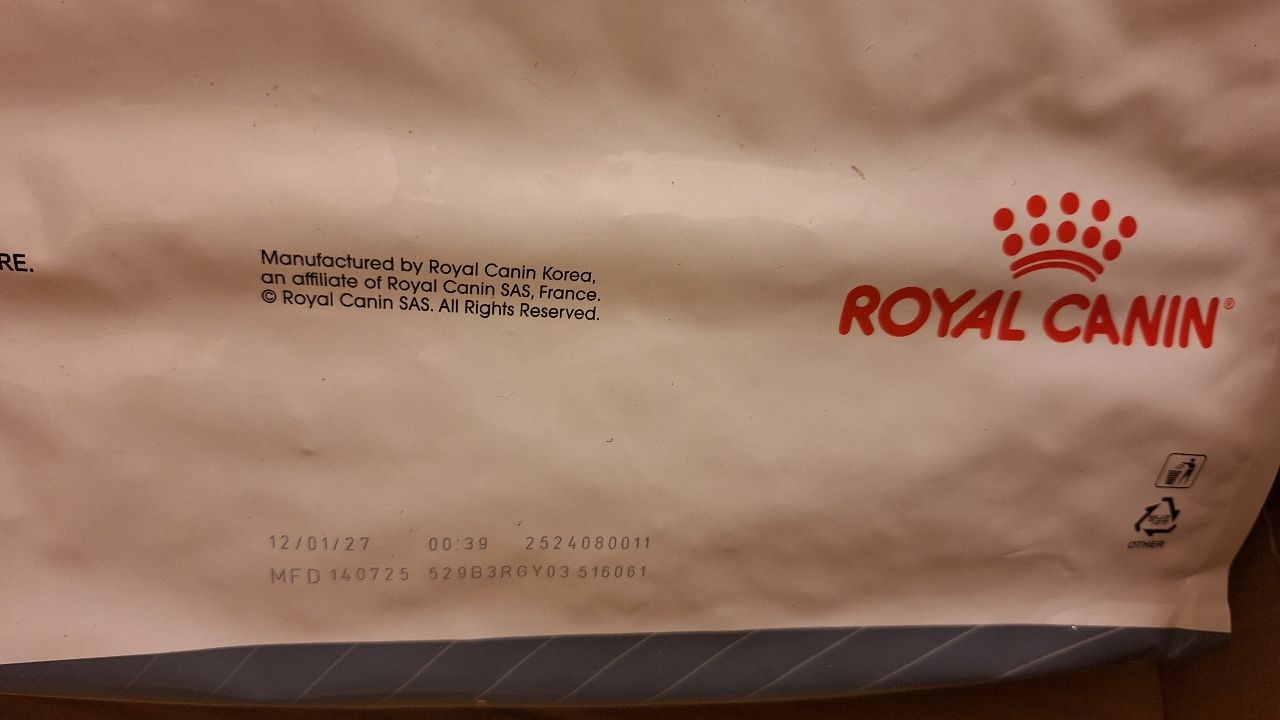 RE.
Manufactured by Royal Canin Korea,
an affiliate of Royal Canin SAS, France.
© Royal Canin SAS. All Rights Reserved.
ROYAL CANIN®
OTHER
12/01/27 00:39 2524080011
MFD 140725 529B3RGY03 516061